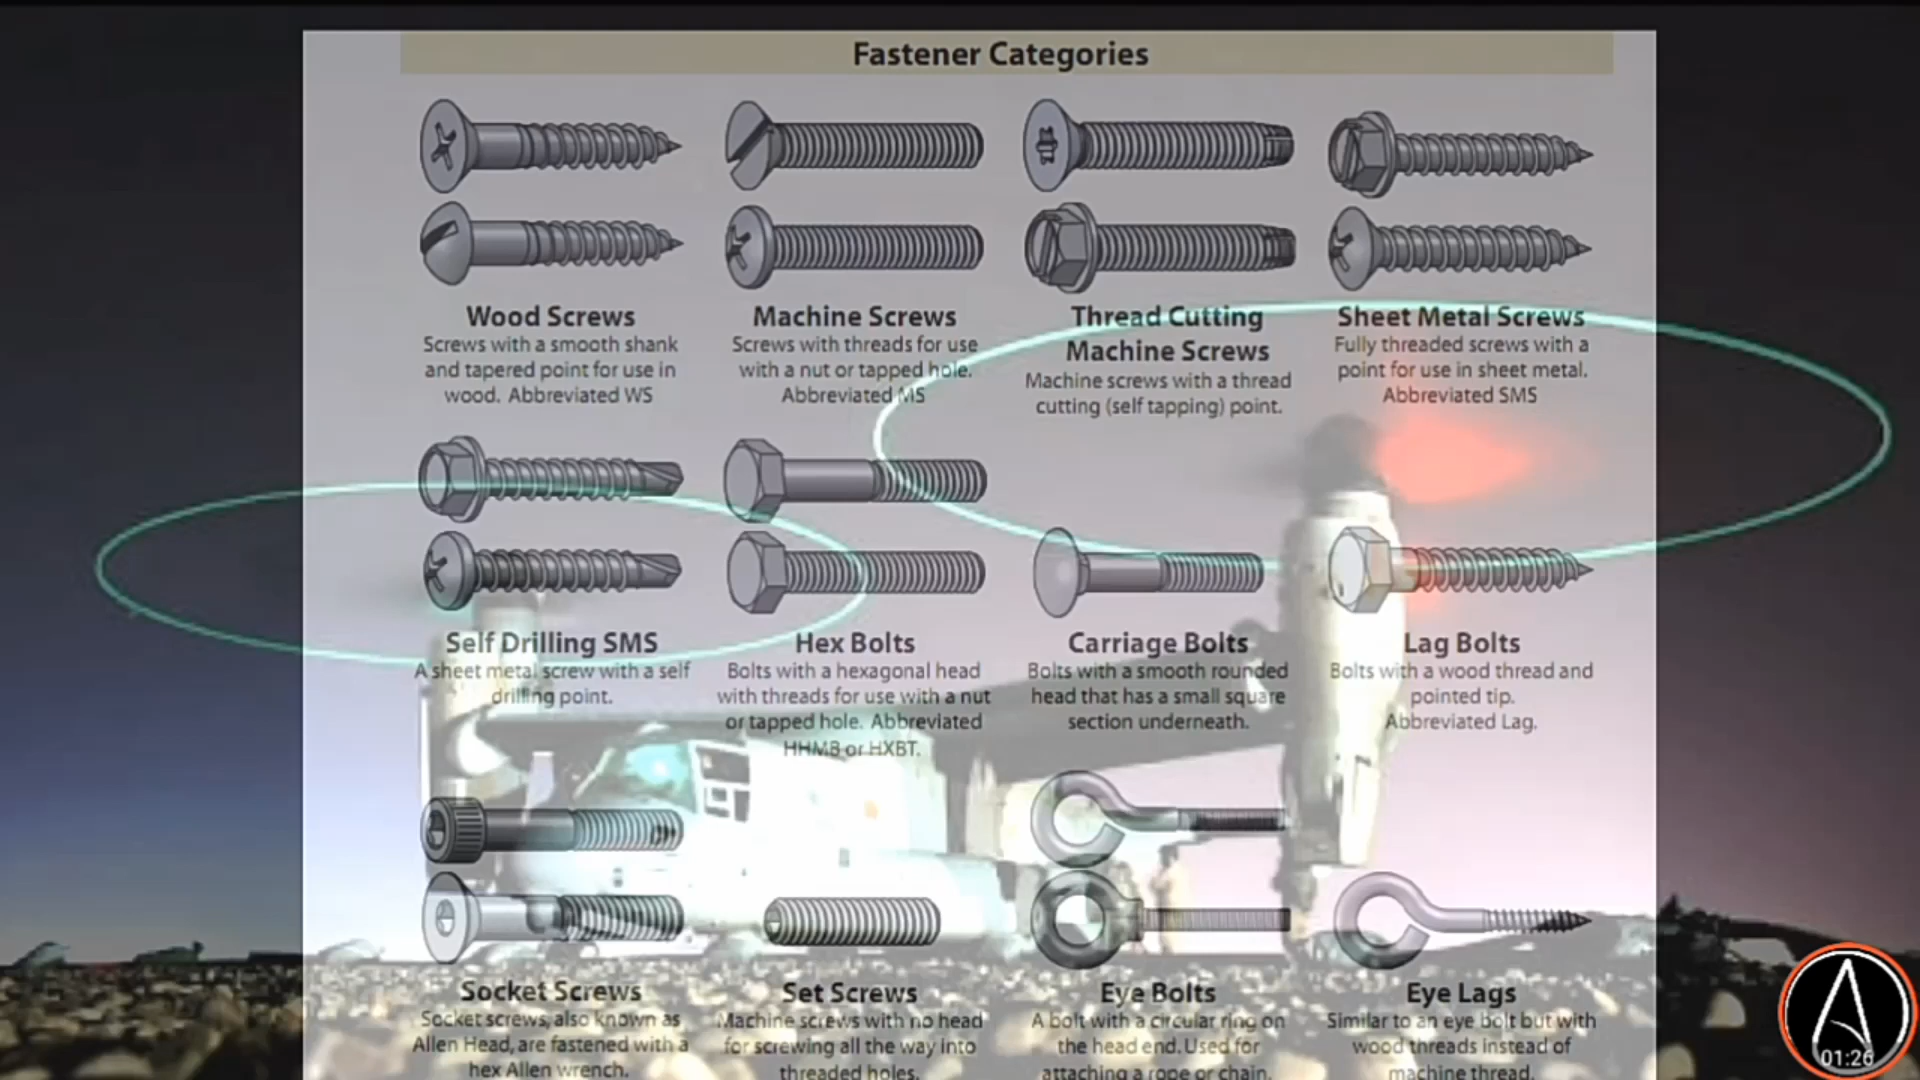 Fastener Categories
Wood Screws
Screws with a smooth shank
and tapered point for use in
wood. Abbreviated WS
Machine Screws
Screws with threads for use
with a nut or tapped hole.
Abbreviated MS
Thread Cutting
Machine Screws
Machine screws with a thread
cutting (self tapping) point.
Sheet Metal Screws
Fully threaded screws with a
point for use in sheet metal.
Abbreviated SMS
Self Drilling SMS
A sheet metal screw with a self
drilling point.
Hex Bolts
Bolts with a hexagonal head
with threads for use with a nut
or tapped hole. Abbreviated
HHMB or HXBT.
Carriage Bolts
Bolts with a smooth rounded
head that has a small square
section underneath.
Lag Bolts
Bolts with a wood thread and
pointed tip.
Abbreviated Lag.
Socket Screws
Socket screws, also known as
Allen Head, are fastened with a
hex Allen wrench.
Set Screws
Machine screws with no head
for screwing all the way into
threaded holes.
Eye Bolts
A bolt with a circular ring on
the head end. Used for
attaching a rope or chain.
Eye Lags
Similar to an eye bolt but with
wood threads instead of
machine thread.
01:26